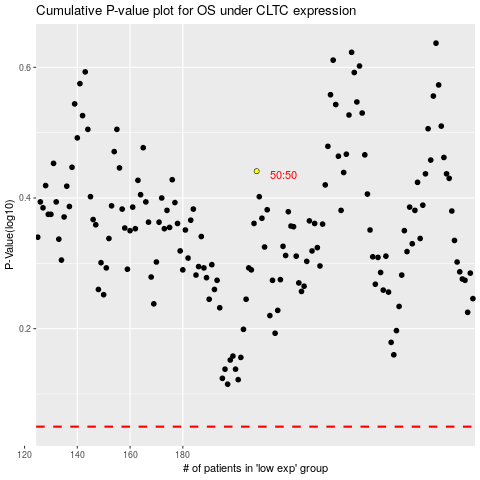 Cumulative P-value plot for OS under CLTC expression
0.6
0.4
0.2
P-Value(log10)
50:50
120 140 160 180
# of patients in 'low exp' group